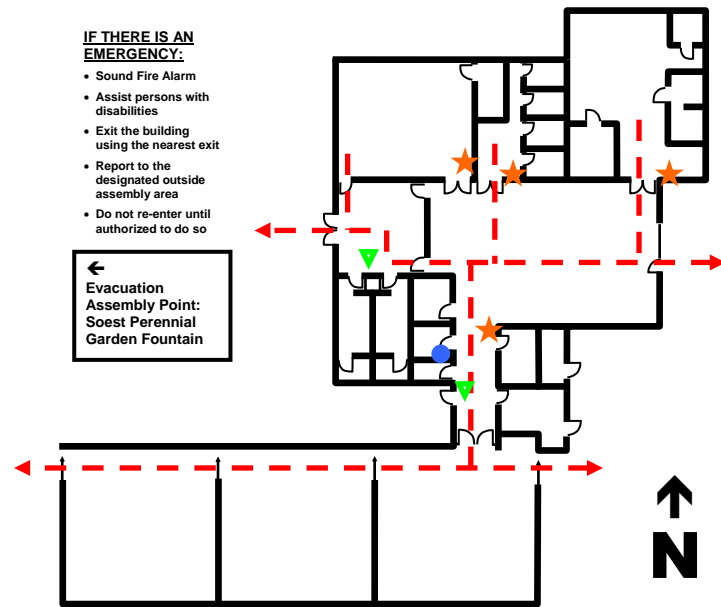 IF THERE IS AN
EMERGENCY:
• Sound Fire Alarm
• Assist persons with
disabilities
• Exit the building
using the nearest exit
• Report to the
designated outside
assembly area
• Do not re-enter until
authorized to do so
←
Evacuation
Assembly Point:
Soest Perennial
Garden Fountain
N